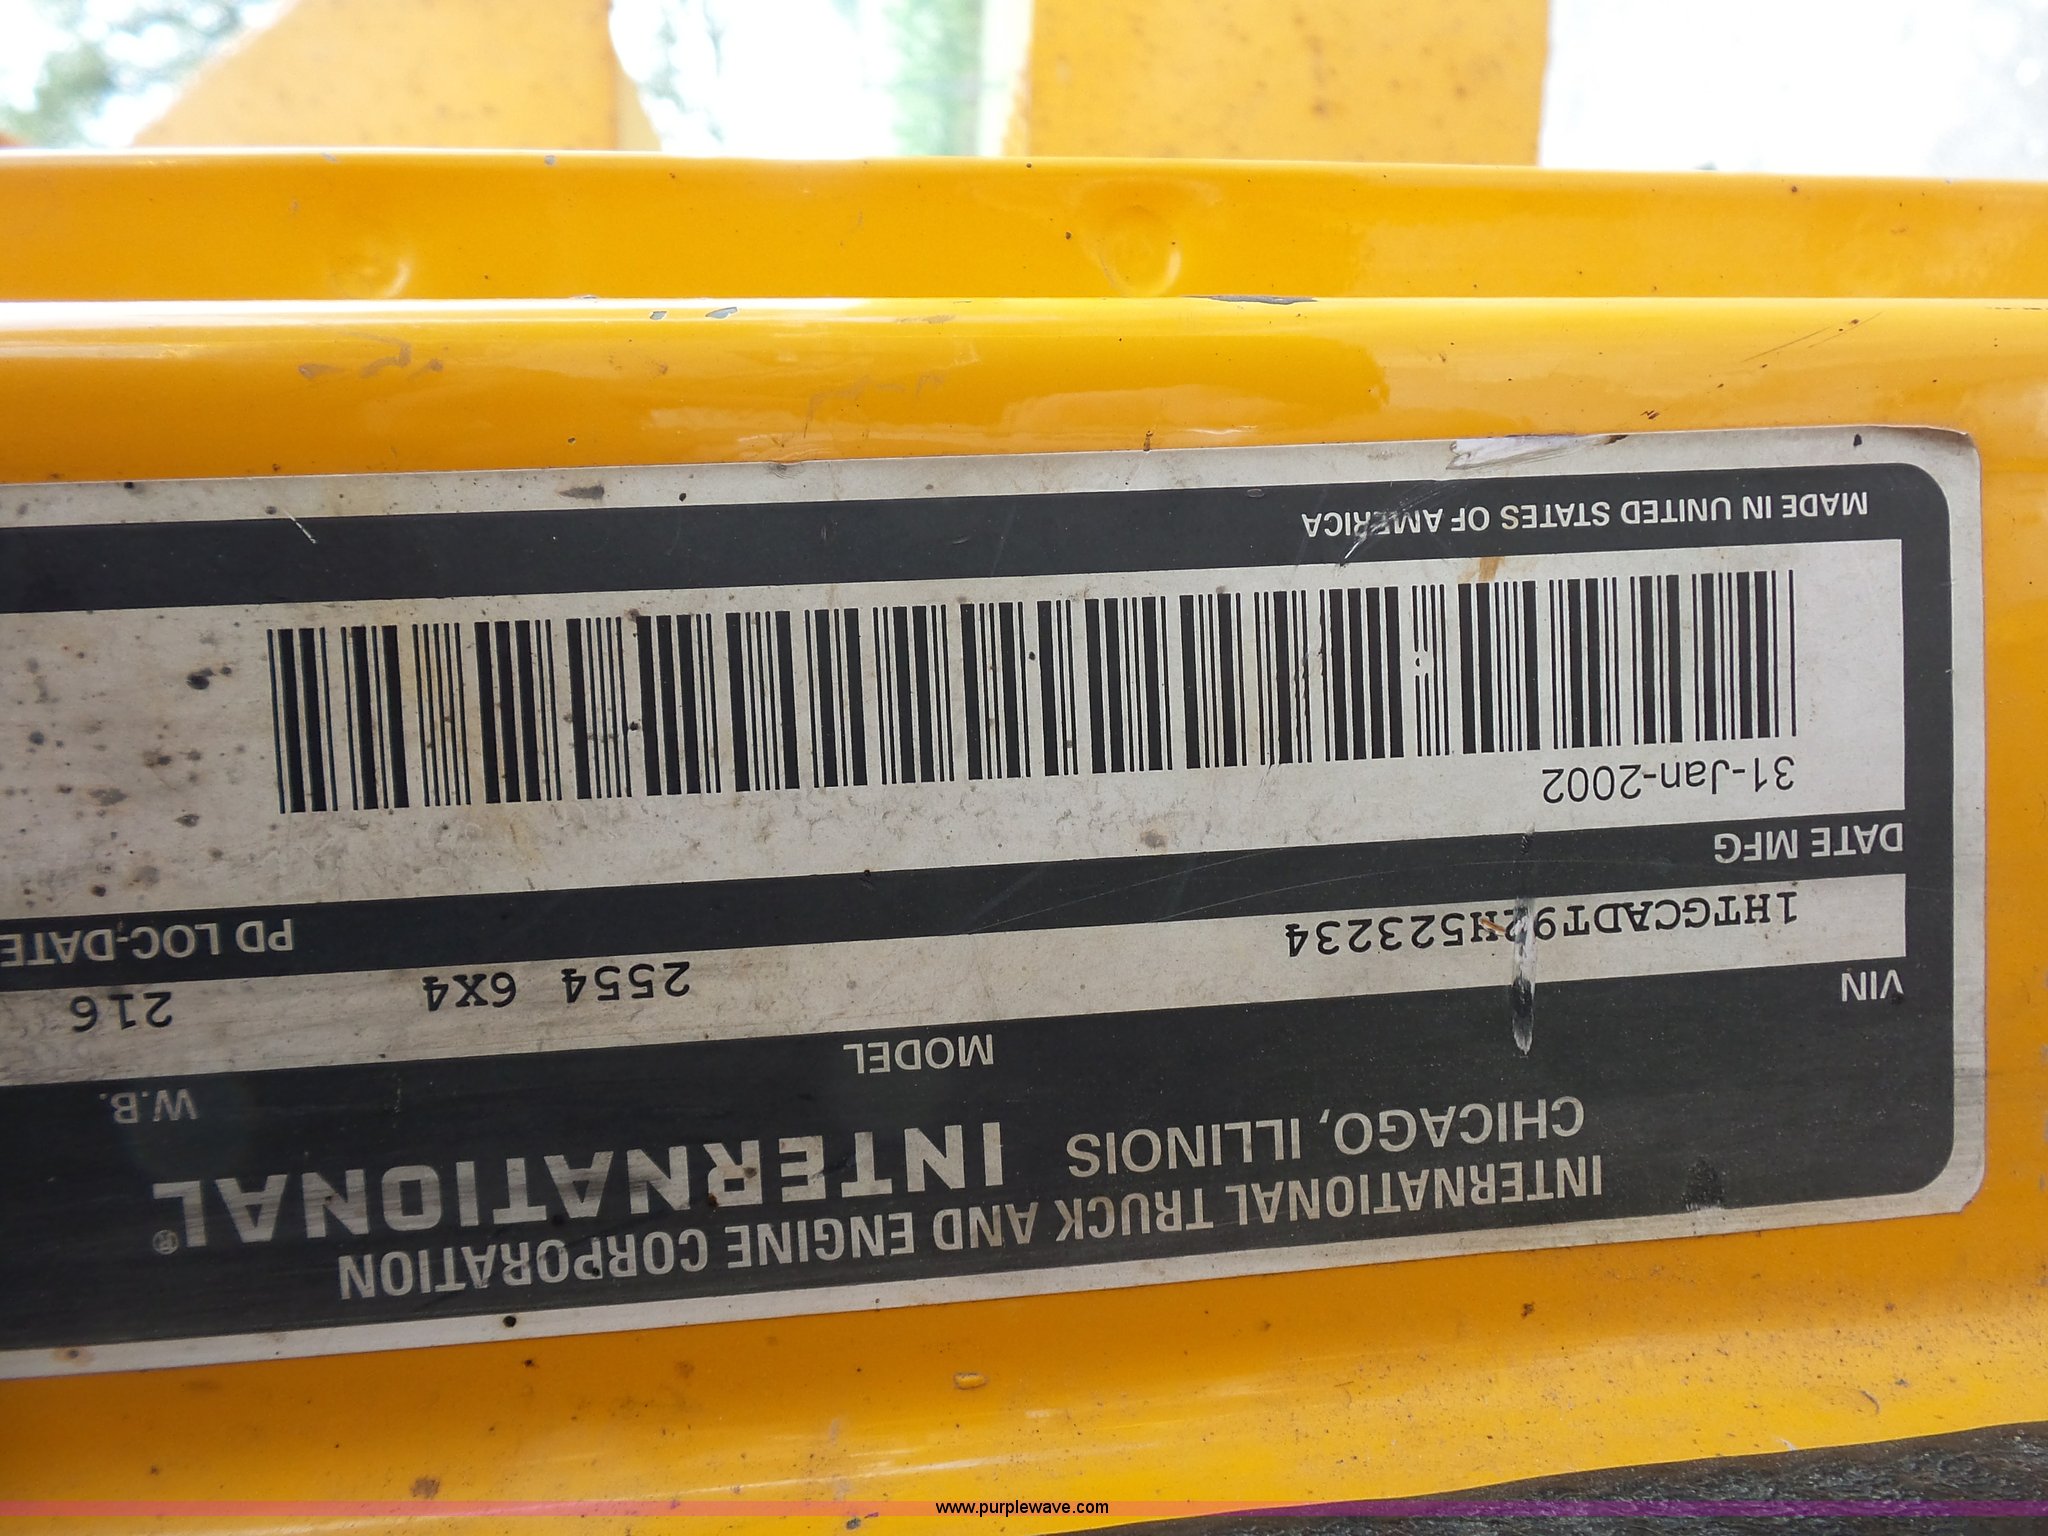 INTERNATIONAL TRUCK AND ENGINE CORPORATION
CHICAGO, ILLINOIS INTERNATIONAL®
VIN MODEL W.B.
1HTGCADT92H523234 2554 6X4 216
DATE MFG PD LOC-DATE
31-Jan-2002
MADE IN UNITED STATES OF AMERICA
www.purplewave.com